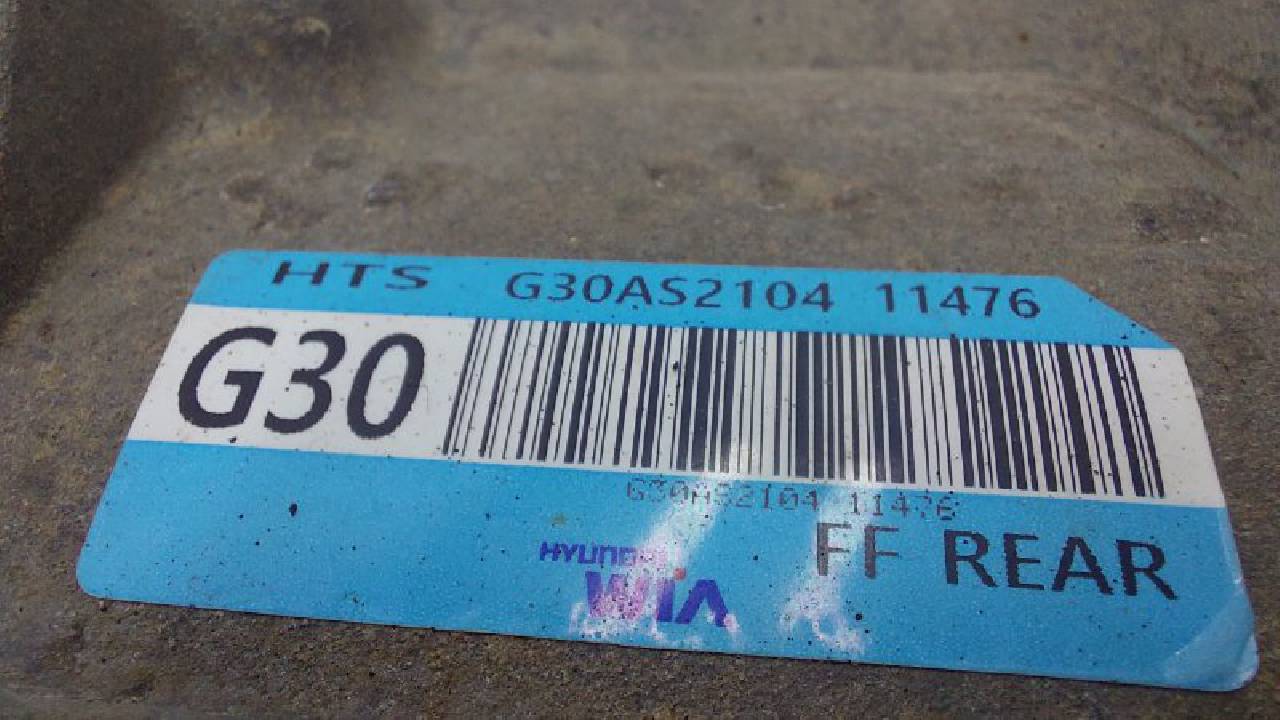 HTS G30AS2104 11476
G30
G30AS2104 11476
FF REAR
HYUNDAI
WIA